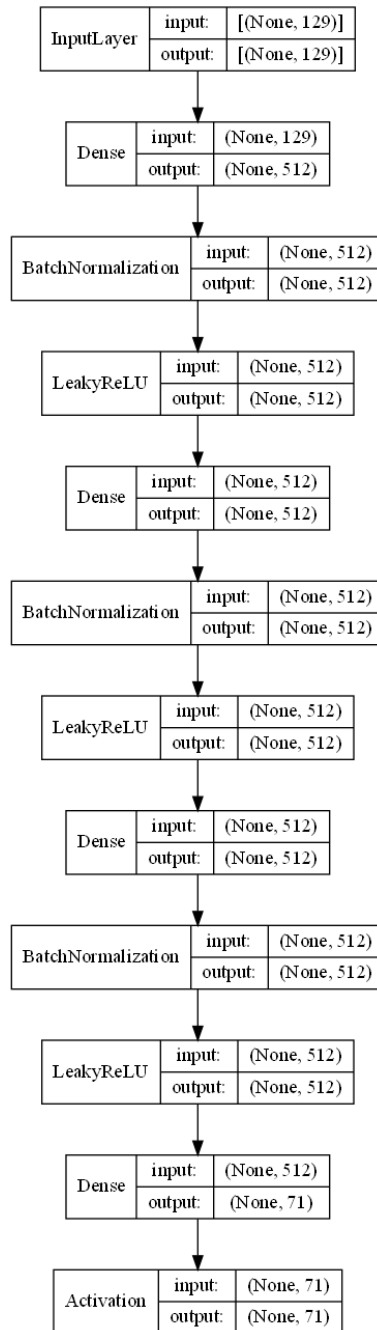 InputLayer input: [(None, 129)]
output: [(None, 129)]
Dense input: (None, 129)
output: (None, 512)
BatchNormalization input: (None, 512)
output: (None, 512)
LeakyReLU input: (None, 512)
output: (None, 512)
Dense input: (None, 512)
output: (None, 512)
BatchNormalization input: (None, 512)
output: (None, 512)
LeakyReLU input: (None, 512)
output: (None, 512)
Dense input: (None, 512)
output: (None, 512)
BatchNormalization input: (None, 512)
output: (None, 512)
LeakyReLU input: (None, 512)
output: (None, 512)
Dense input: (None, 512)
output: (None, 71)
Activation input: (None, 71)
output: (None, 71)